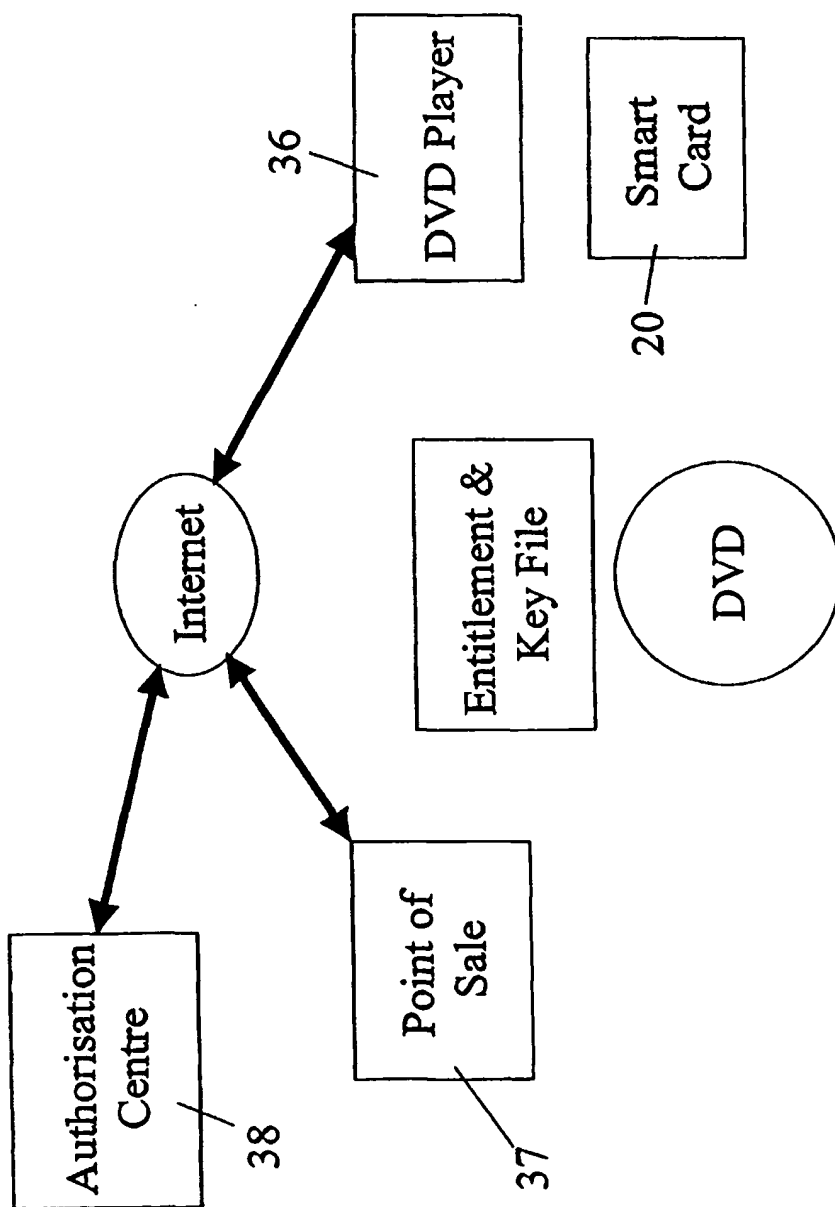 Authorisation
Centre
38
Internet
Point of
Sale
37
36
DVD Player
Entitlement &
Key File
DVD
Smart
Card
20